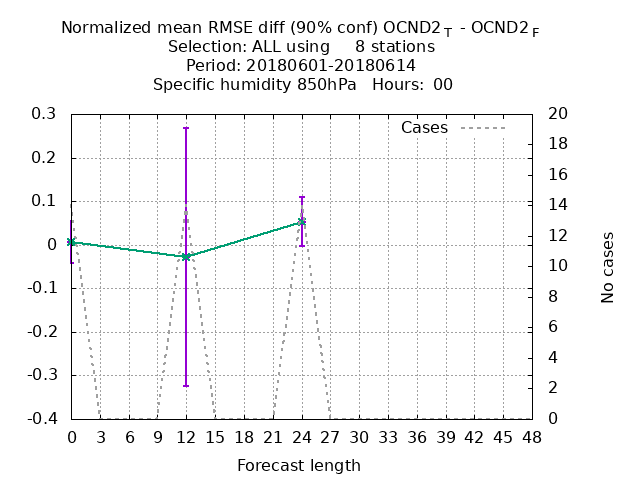 Normalized mean RMSE diff (90% conf) OCND2 T - OCND2 F
Selection: ALL using 8 stations
Period: 20180601-20180614
Specific humidity 850hPa Hours: 00
0.3
0.2
0.1
0
-0.1
-0.2
-0.3
-0.4
Cases
20
18
16
14
12
10
8
6
4
2
0
No cases
0 3 6 9 12 15 18 21 24 27 30 33 36 39 42 45 48
Forecast length